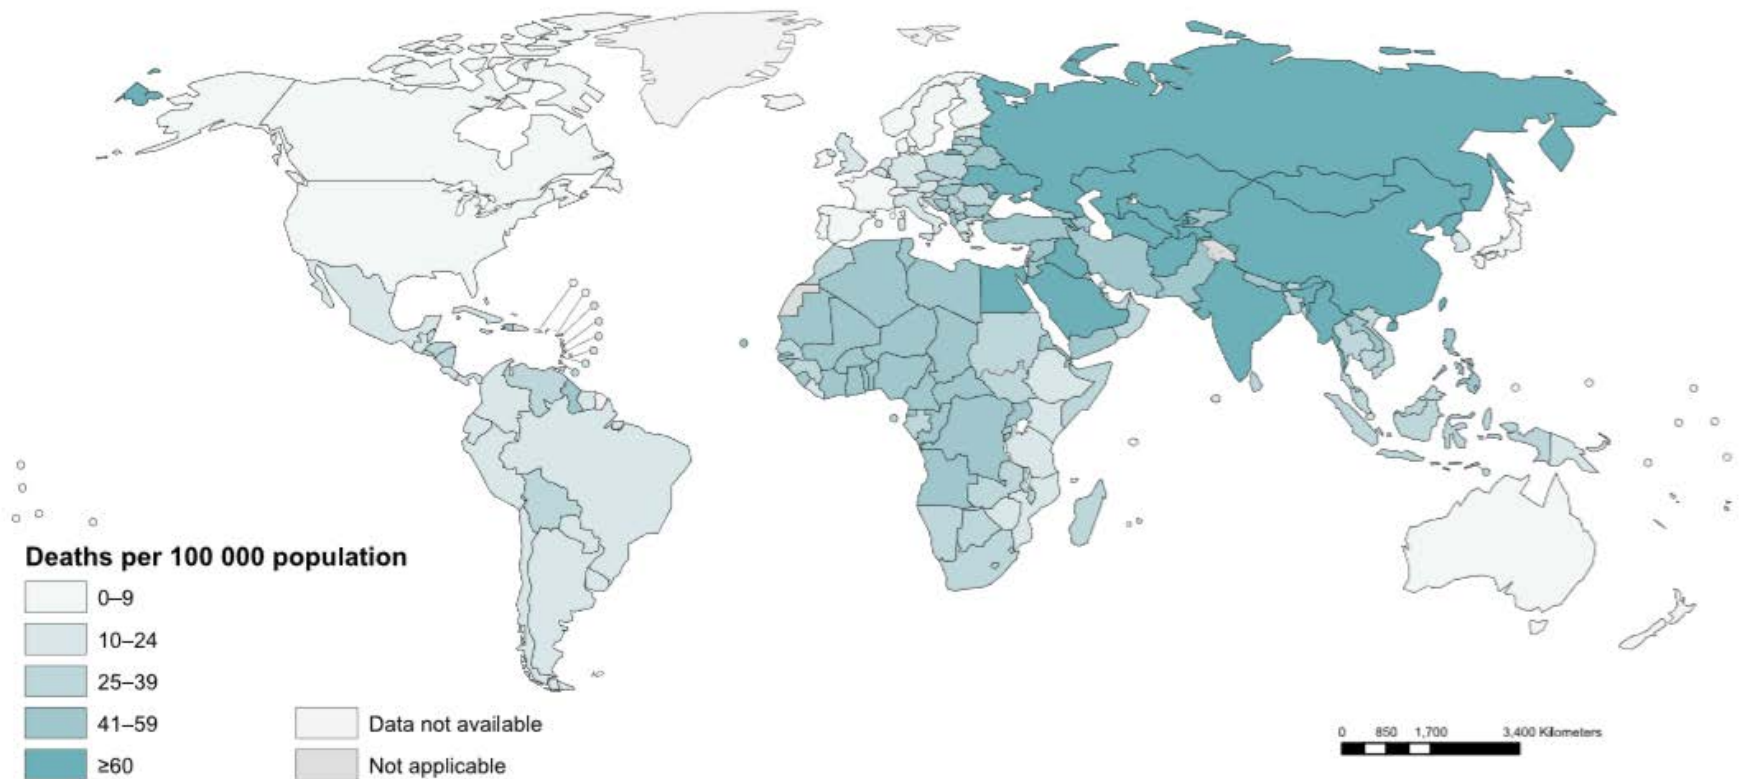 Deaths per 100 000 population
0–9
10–24
25–39
41–59
≥60
Data not available
Not applicable
0 850 1,700 3,400 Kilometers